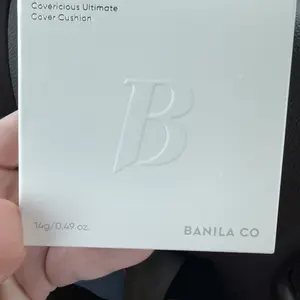 Covericious Ultimate
Cover Cushion
B
14g/0.49 oz.
BANILA CO